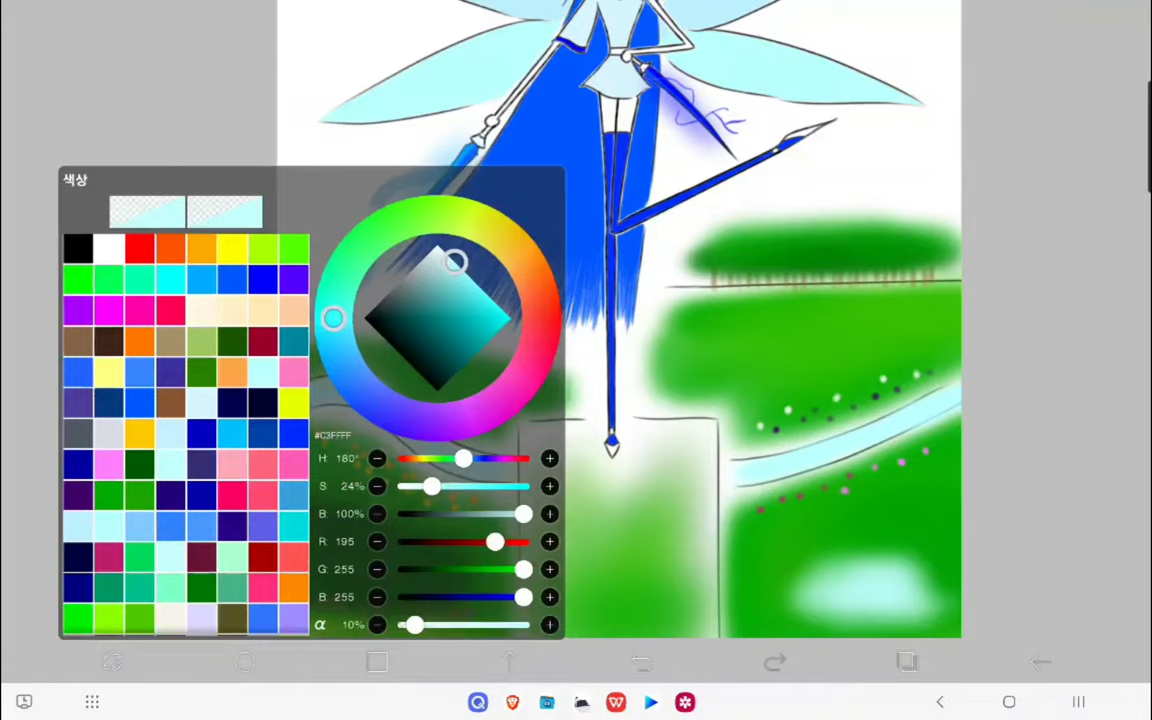 색상
#C3FFFF
H: 180° − +
S: 24% − +
B: 100% − +
R: 195 − +
G: 255 − +
B: 255 − +
α 10% − +